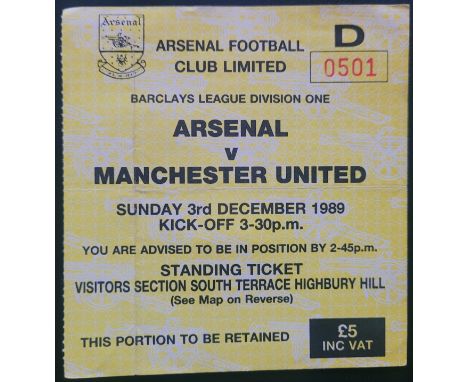 Arsenal
ARSENAL FOOTBALL
CLUB LIMITED
D
0501
BARCLAYS LEAGUE DIVISION ONE
ARSENAL
v
MANCHESTER UNITED
SUNDAY 3rd DECEMBER 1989
KICK-OFF 3-30p.m.
YOU ARE ADVISED TO BE IN POSITION BY 2-45p.m.
STANDING TICKET
VISITORS SECTION SOUTH TERRACE HIGHBURY HILL
(See Map on Reverse)
THIS PORTION TO BE RETAINED
£5
INC VAT